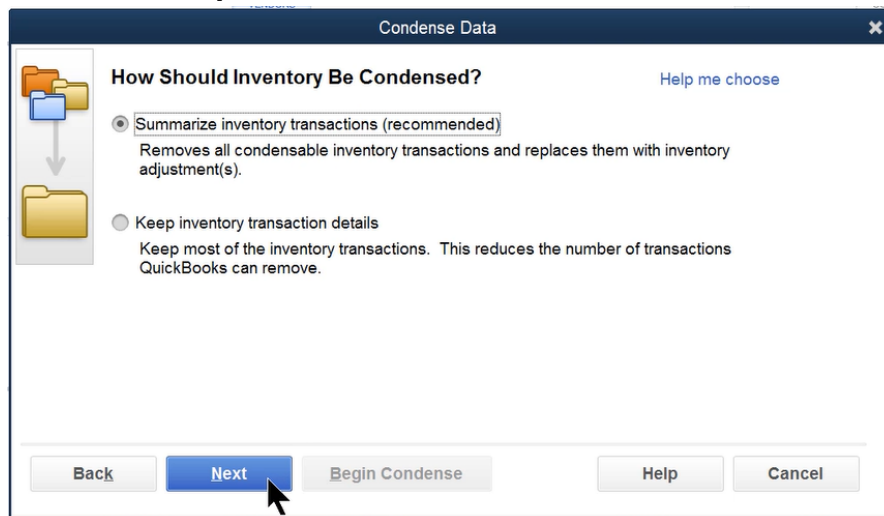 Condense Data
How Should Inventory Be Condensed?
Help me choose
Summarize inventory transactions (recommended)
Removes all condensable inventory transactions and replaces them with inventory
adjustment(s).
Keep inventory transaction details
Keep most of the inventory transactions. This reduces the number of transactions
QuickBooks can remove.
Back
Next
Begin Condense
Help
Cancel